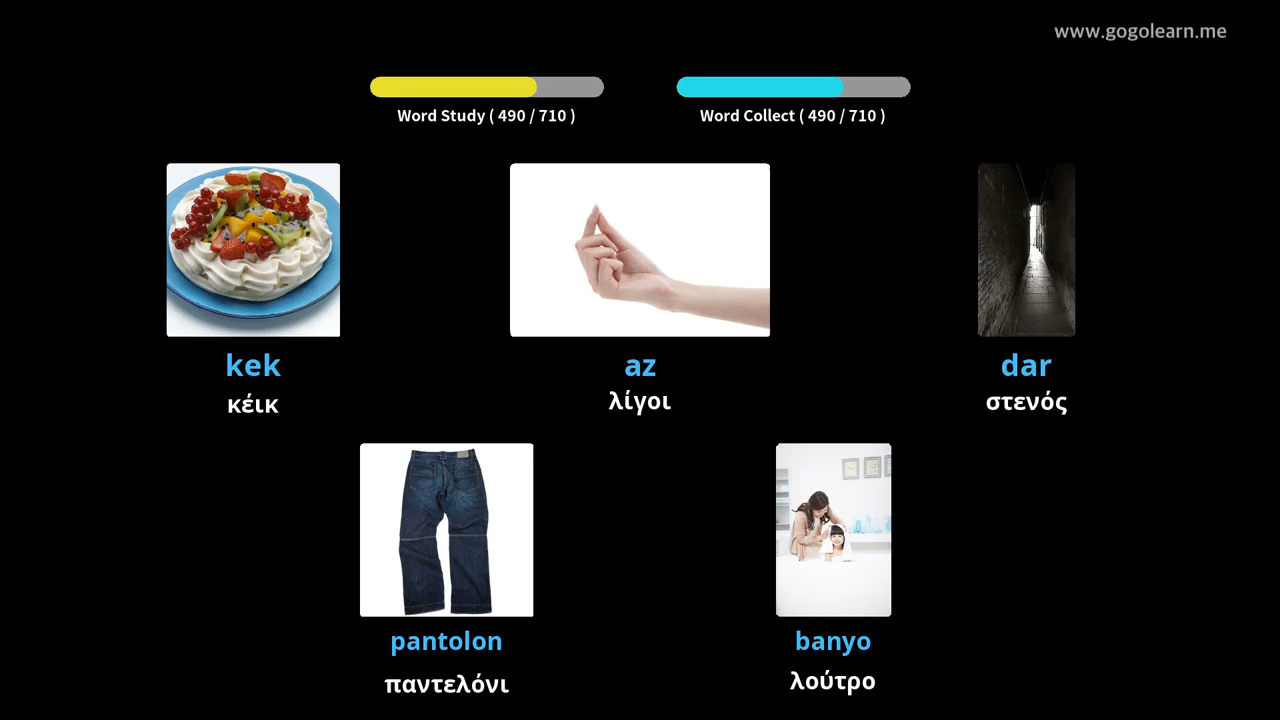 www.gogolearn.me
Word Study ( 490 / 710 )
Word Collect ( 490 / 710 )
kek
κέικ
az
λίγοι
dar
στενός
pantolon
παντελόνι
banyo
λούτρο